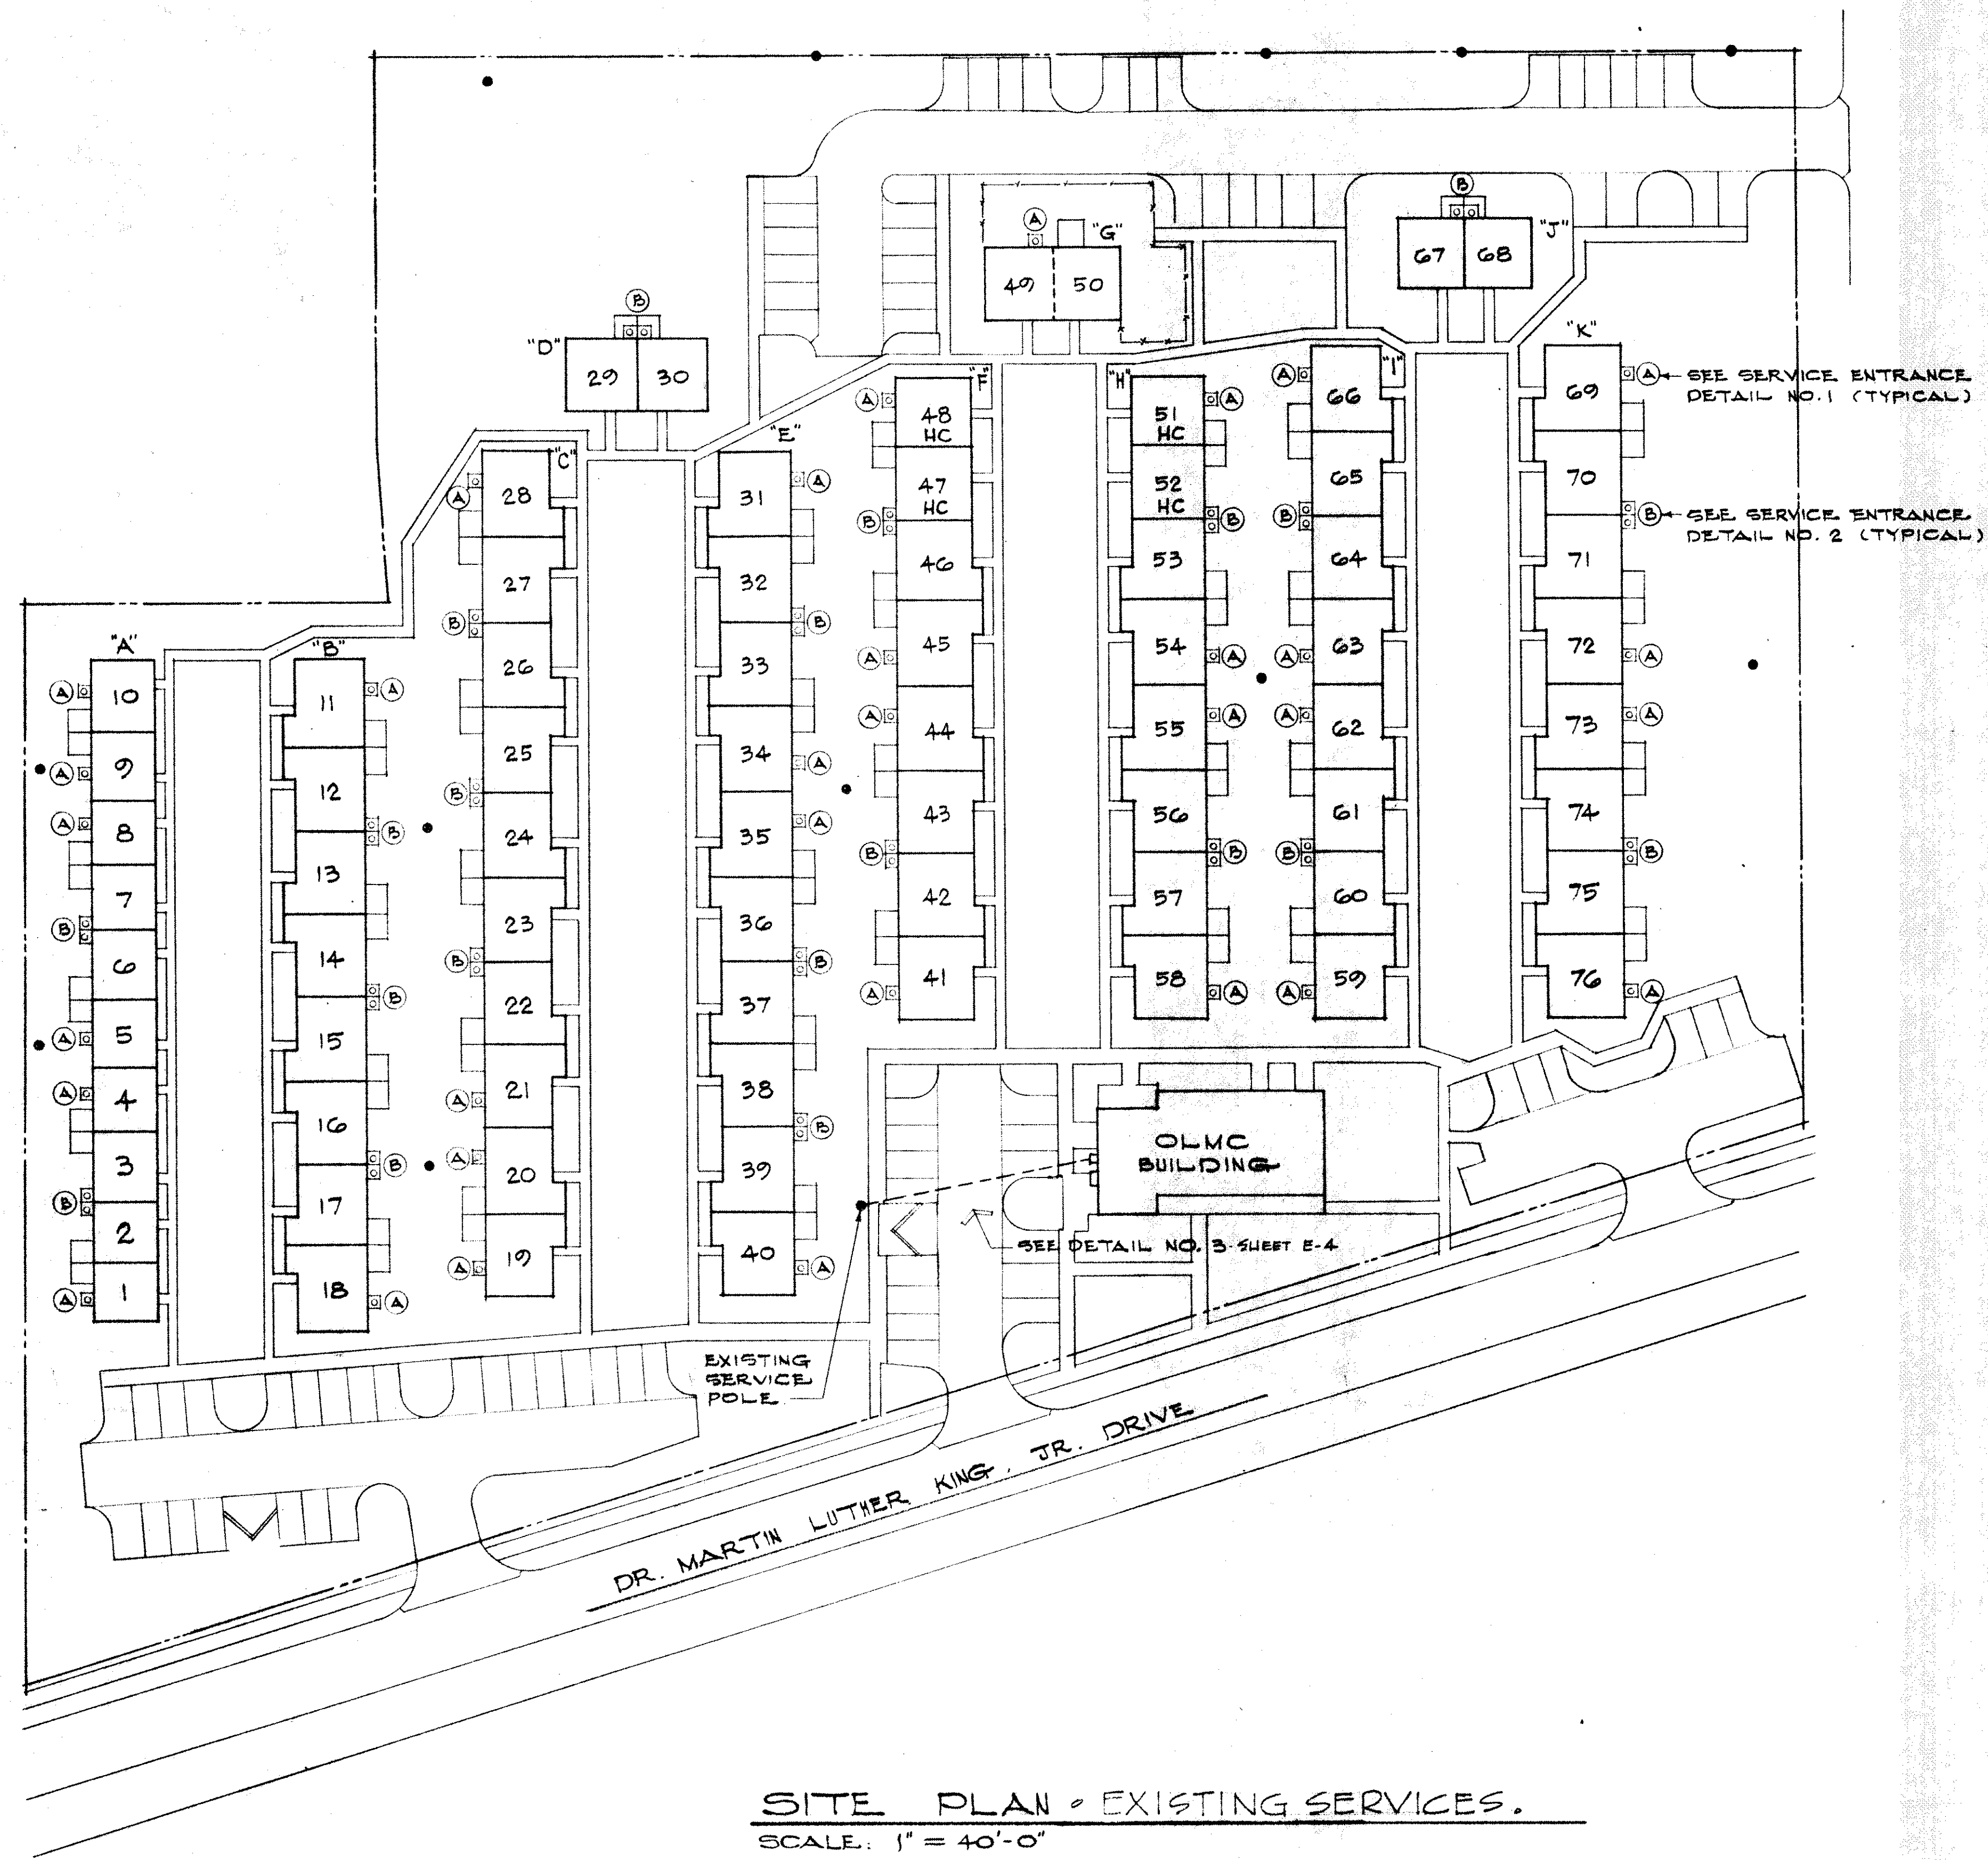 "G"
A
49
50
B
67
68
"J"
B
"D"
29
30
"K"
A
69
SEE SERVICE ENTRANCE
DETAIL NO. 1 (TYPICAL)
70
B
SEE SERVICE ENTRANCE
DETAIL NO. 2 (TYPICAL)
71
72
A
73
A
74
B
75
76
A
"A"
A
10
A
9
A
8
7
B
6
A
5
A
4
3
B
2
A
1
"B"
11
A
12
B
13
14
B
15
16
B
17
18
A
"C"
A
28
27
B
26
25
B
24
23
B
22
A
21
A
20
A
19
"E"
31
A
32
B
33
34
A
35
A
36
B
37
38
B
39
40
A
"F"
A
48
HC
47
HC
B
46
45
A
A
44
43
B
42
A
41
"H"
51
HC
A
52
HC
B
53
54
A
55
A
56
B
57
58
A
"I"
A
66
65
B
64
A
63
A
62
61
B
60
A
59
OLMC
BUILDING
SEE DETAIL NO. 3-SHEET E-4
EXISTING
SERVICE
POLE
DR. MARTIN LUTHER KING, JR. DRIVE
SITE PLAN • EXISTING SERVICES.
SCALE: 1" = 40'-0"